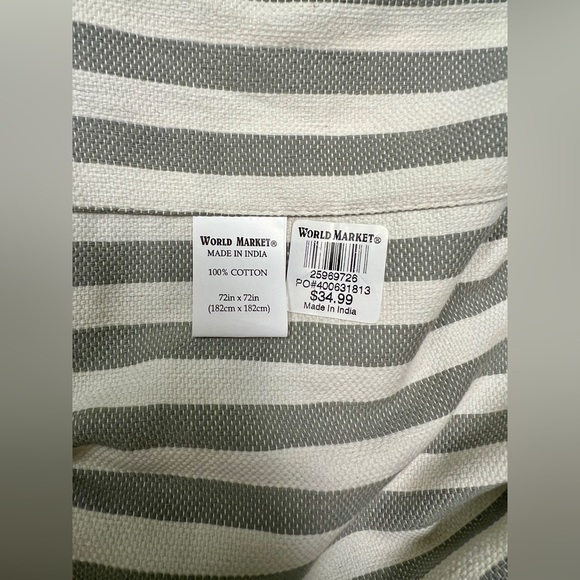 WORLD MARKET®
MADE IN INDIA
100% COTTON
72in x 72in
(182cm x 182cm)
WORLD MARKET®
25969726
PO#400631813
$34.99
Made In India